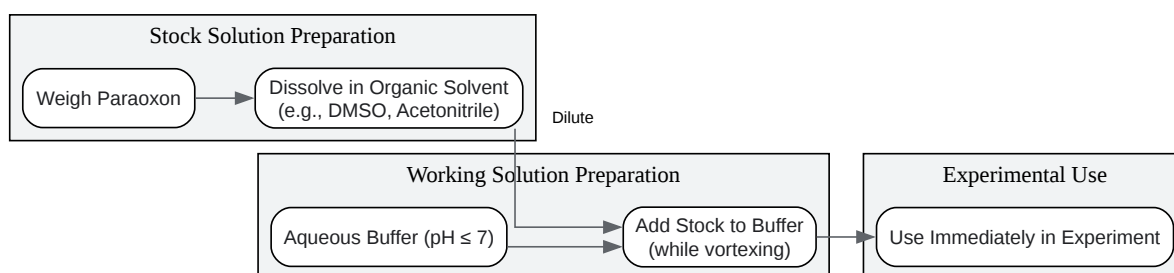 Stock Solution Preparation
Weigh Paraoxon
Dissolve in Organic Solvent
(e.g., DMSO, Acetonitrile)
Dilute
Working Solution Preparation
Aqueous Buffer (pH ≤ 7)
Add Stock to Buffer
(while vortexing)
Experimental Use
Use Immediately in Experiment